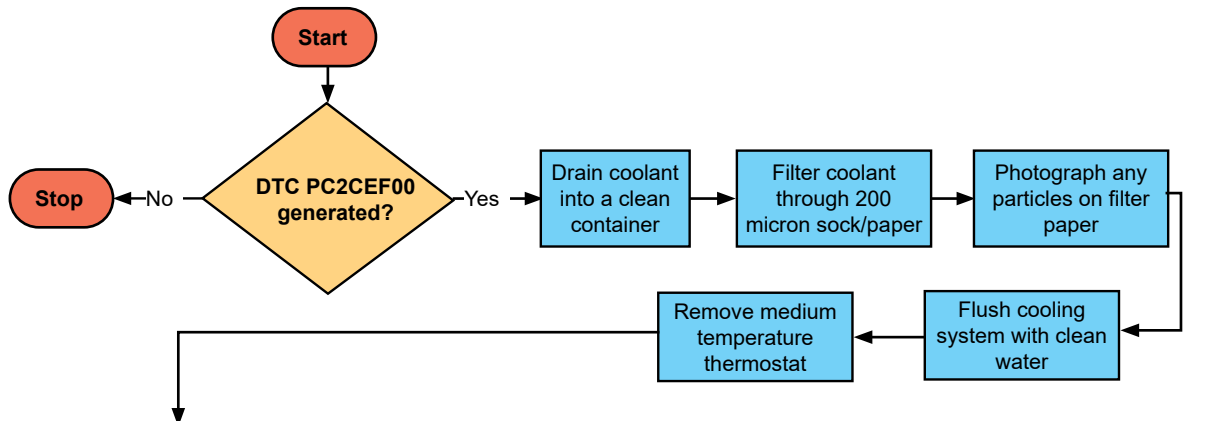 Start
DTC PC2CEF00
generated?
No
Stop
Yes
Drain coolant
into a clean
container
Filter coolant
through 200
micron sock/paper
Photograph any
particles on filter
paper
Flush cooling
system with clean
water
Remove medium
temperature
thermostat